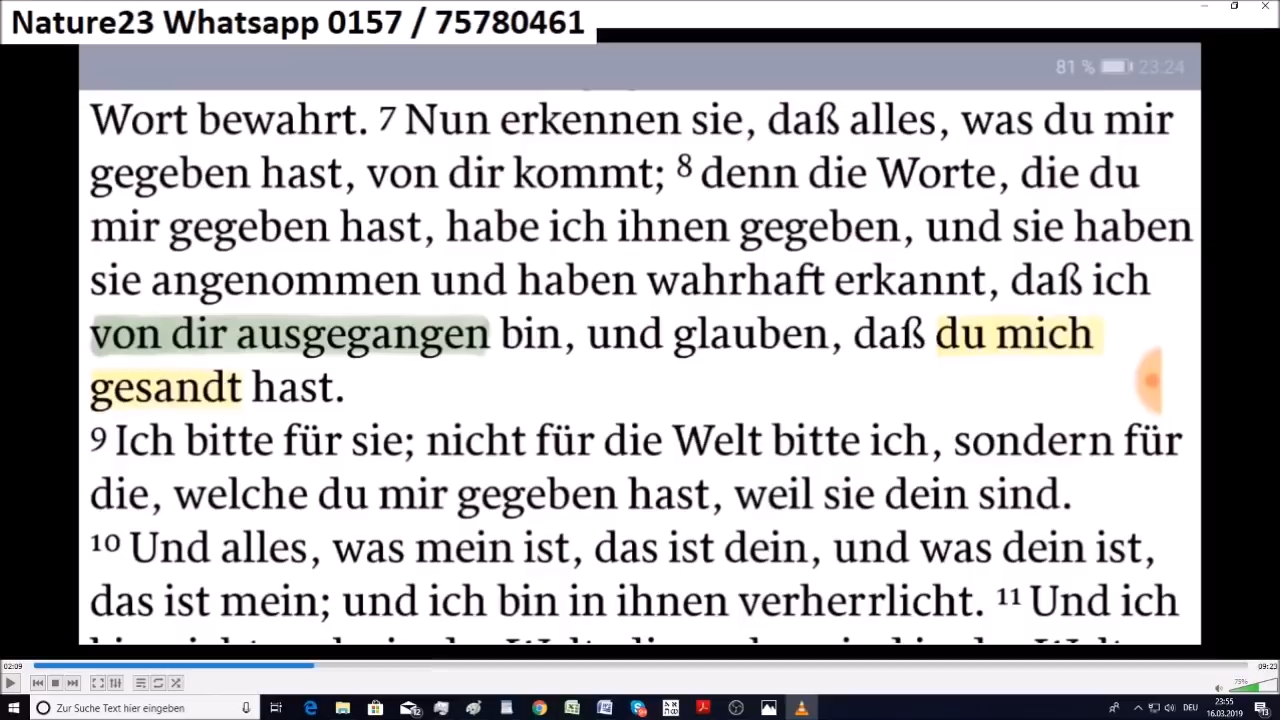 Nature23 Whatsapp 0157 / 75780461
81 % 23:24
Wort bewahrt. 7 Nun erkennen sie, daß alles, was du mir
gegeben hast, von dir kommt; 8 denn die Worte, die du
mir gegeben hast, habe ich ihnen gegeben, und sie haben
sie angenommen und haben wahrhaft erkannt, daß ich
von dir ausgegangen bin, und glauben, daß du mich
gesandt hast.
9 Ich bitte für sie; nicht für die Welt bitte ich, sondern für
die, welche du mir gegeben hast, weil sie dein sind.
10 Und alles, was mein ist, das ist dein, und was dein ist,
das ist mein; und ich bin in ihnen verherrlicht. 11 Und ich
02:09 09:23
75%
Zur Suche Text hier eingeben
DEU
23:55
16.03.2019